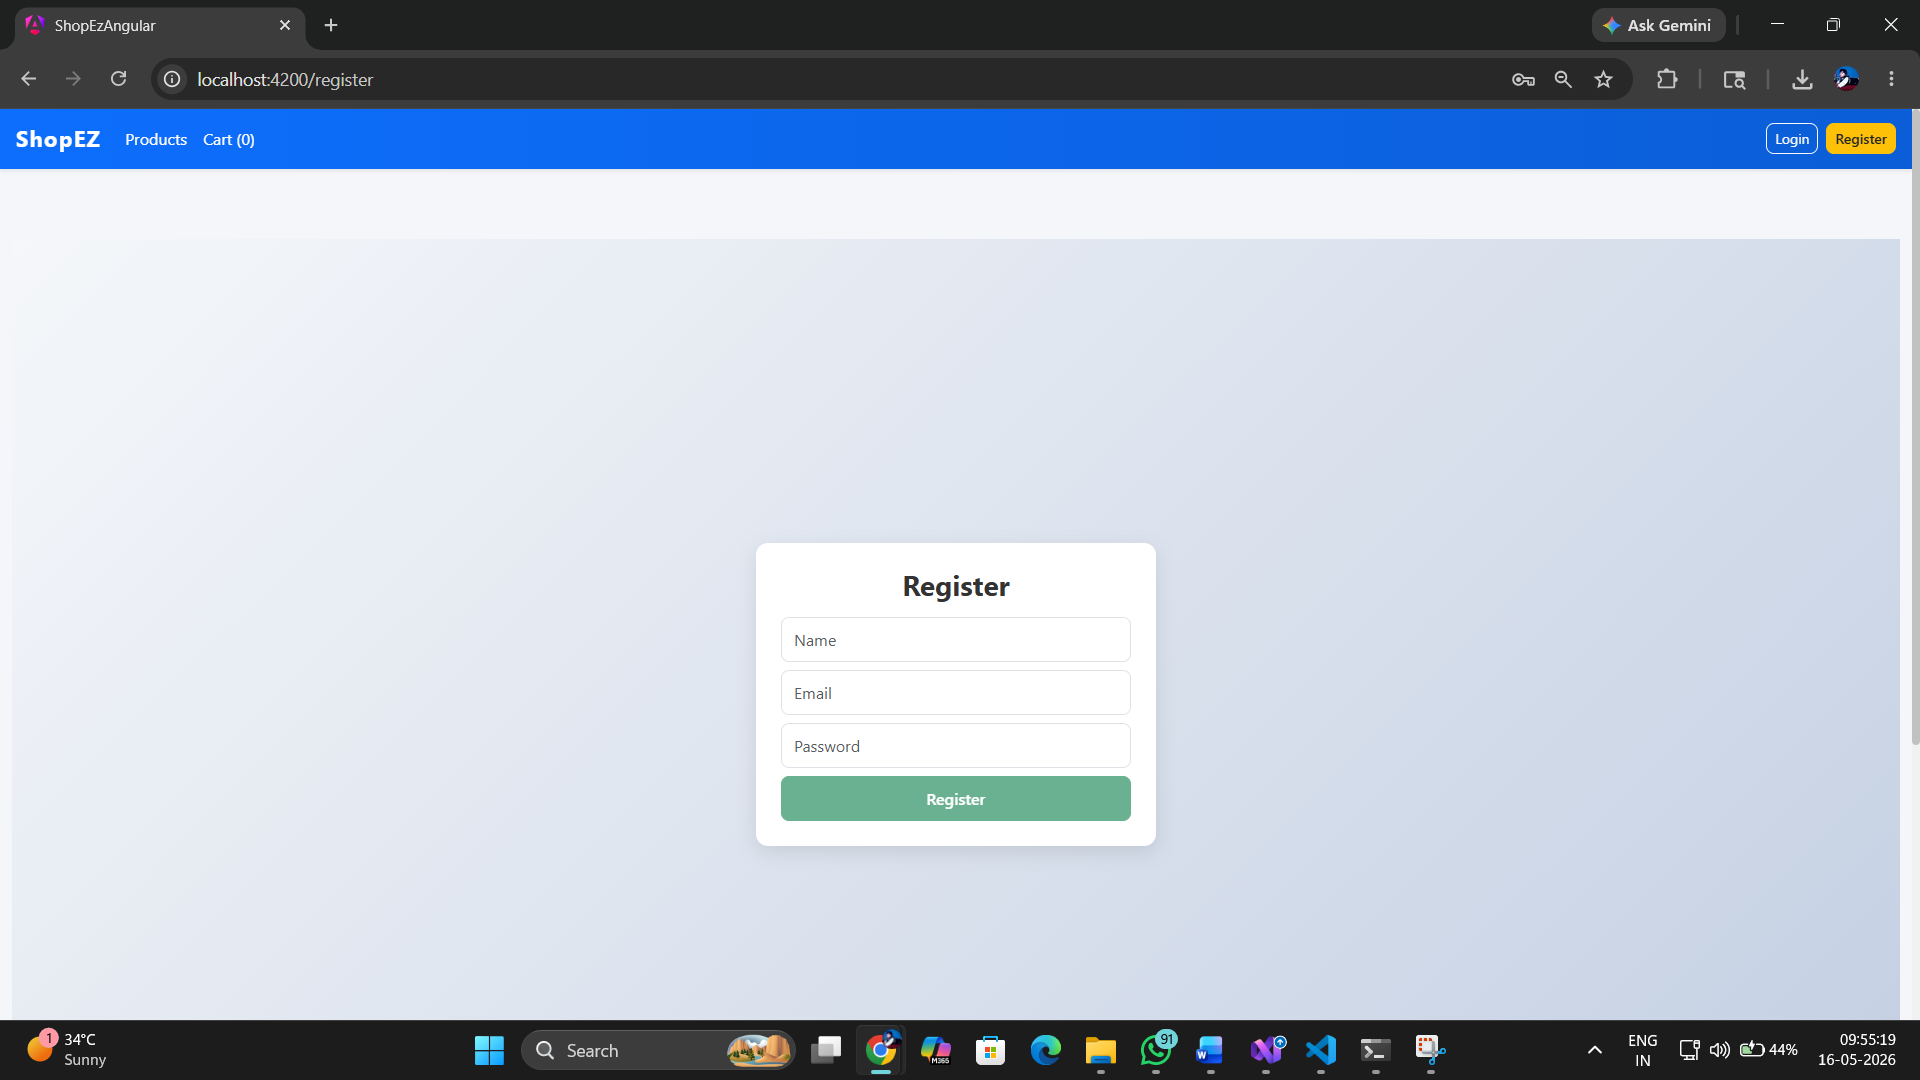 ShopEzAngular
Ask Gemini
localhost:4200/register
ShopEZ Products Cart (0) Login Register
Register
Name
Email
Password
Register
1
34°C
Sunny
Search
M365
91
W
ENG
IN
44%
09:55:19
16-05-2026